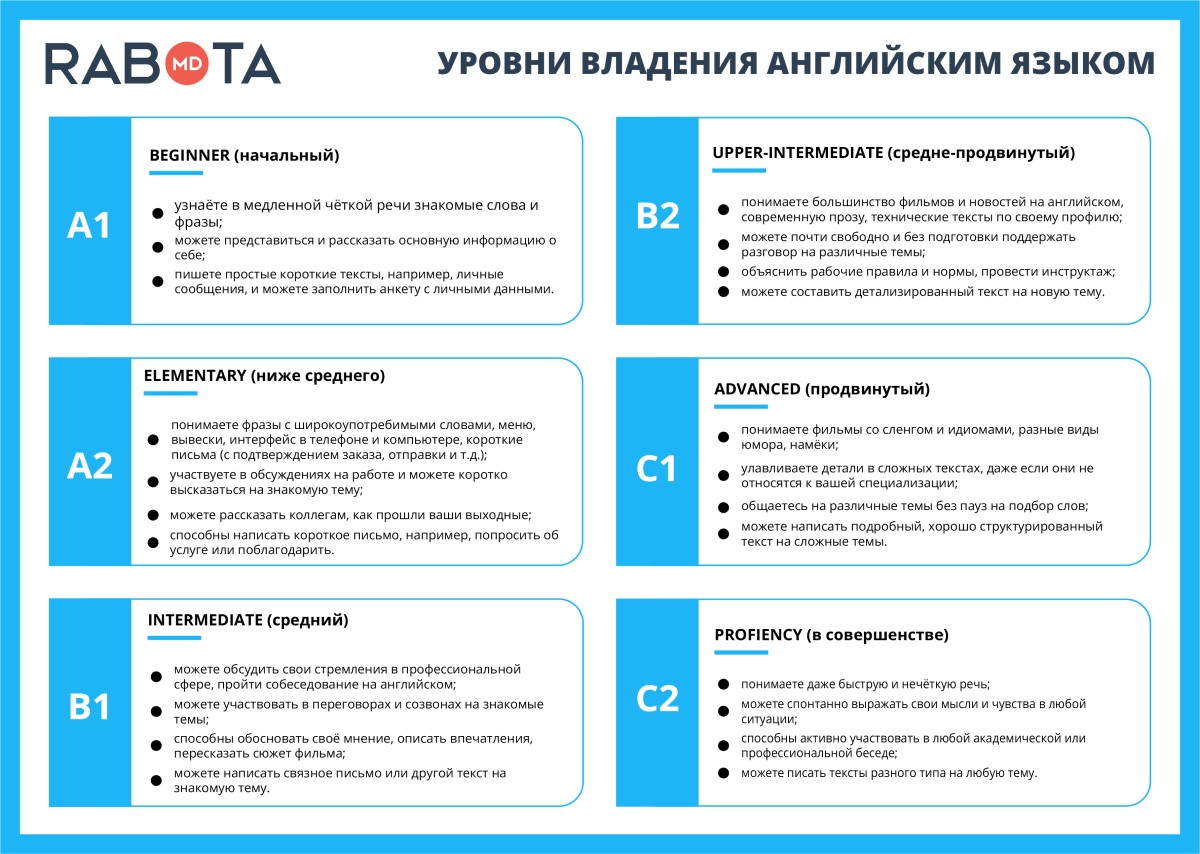 RABOTA
MD
УРОВНИ ВЛАДЕНИЯ АНГЛИЙСКИМ ЯЗЫКОМ
A1
BEGINNER (начальный)
узнаёте в медленной чёткой речи знакомые слова и
фразы;
можете представиться и рассказать основную информацию о
себе;
пишете простые короткие тексты, например, личные
сообщения, и можете заполнить анкету с личными данными.
A2
ELEMENTARY (ниже среднего)
понимаете фразы с широкоупотребимыми словами, меню,
вывески, интерфейс в телефоне и компьютере, короткие
письма (с подтверждением заказа, отправки и т.д.);
участвуете в обсуждениях на работе и можете коротко
высказаться на знакомую тему;
можете рассказать коллегам, как прошли ваши выходные;
способны написать короткое письмо, например, попросить об
услуге или поблагодарить.
B1
INTERMEDIATE (средний)
можете обсудить свои стремления в профессиональной
сфере, пройти собеседование на английском;
можете участвовать в переговорах и созвонах на знакомые
темы;
способны обосновать своё мнение, описать впечатления,
пересказать сюжет фильма;
можете написать связное письмо или другой текст на
знакомую тему.
B2
UPPER-INTERMEDIATE (средне-продвинутый)
понимаете большинство фильмов и новостей на английском,
современную прозу, технические тексты по своему профилю;
можете почти свободно и без подготовки поддержать
разговор на различные темы;
объяснить рабочие правила и нормы, провести инструктаж;
можете составить детализированный текст на новую тему.
C1
ADVANCED (продвинутый)
понимаете фильмы со сленгом и идиомами, разные виды
юмора, намёки;
улавливаете детали в сложных текстах, даже если они не
относятся к вашей специализации;
общаетесь на различные темы без пауз на подбор слов;
можете написать подробный, хорошо структурированный
текст на сложные темы.
C2
PROFIENCY (в совершенстве)
понимаете даже быструю и нечёткую речь;
можете спонтанно выражать свои мысли и чувства в любой
ситуации;
способны активно участвовать в любой академической или
профессиональной беседе;
можете писать тексты разного типа на любую тему.